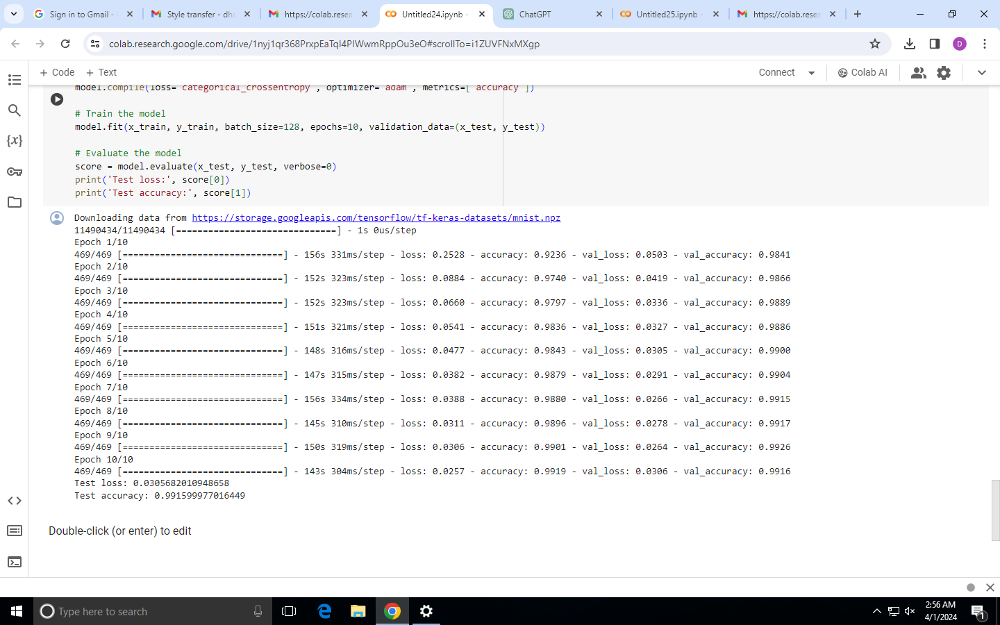 Sign in to Gmail -
Style transfer - dha
https://colab.resea
Untitled24.ipynb -
ChatGPT
Untitled25.ipynb -
https://colab.resea
colab.research.google.com/drive/1nyj1qr368PrxpEaTql4PIWwmRppOu3eO#scrollTo=i1ZUVFNxMXgp
D
+ Code + Text
Connect
Colab AI
model.compile(loss='categorical_crossentropy', optimizer='adam', metrics=['accuracy'])
# Train the model
model.fit(x_train, y_train, batch_size=128, epochs=10, validation_data=(x_test, y_test))
# Evaluate the model
score = model.evaluate(x_test, y_test, verbose=0)
print('Test loss:', score[0])
print('Test accuracy:', score[1])
Downloading data from https://storage.googleapis.com/tensorflow/tf-keras-datasets/mnist.npz
11490434/11490434 [==============================] - 1s 0us/step
Epoch 1/10
469/469 [==============================] - 156s 331ms/step - loss: 0.2528 - accuracy: 0.9236 - val_loss: 0.0503 - val_accuracy: 0.9841
Epoch 2/10
469/469 [==============================] - 152s 323ms/step - loss: 0.0884 - accuracy: 0.9740 - val_loss: 0.0419 - val_accuracy: 0.9866
Epoch 3/10
469/469 [==============================] - 152s 323ms/step - loss: 0.0660 - accuracy: 0.9797 - val_loss: 0.0336 - val_accuracy: 0.9889
Epoch 4/10
469/469 [==============================] - 151s 321ms/step - loss: 0.0541 - accuracy: 0.9836 - val_loss: 0.0327 - val_accuracy: 0.9886
Epoch 5/10
469/469 [==============================] - 148s 316ms/step - loss: 0.0477 - accuracy: 0.9843 - val_loss: 0.0305 - val_accuracy: 0.9900
Epoch 6/10
469/469 [==============================] - 147s 315ms/step - loss: 0.0382 - accuracy: 0.9879 - val_loss: 0.0291 - val_accuracy: 0.9904
Epoch 7/10
469/469 [==============================] - 156s 334ms/step - loss: 0.0388 - accuracy: 0.9880 - val_loss: 0.0266 - val_accuracy: 0.9915
Epoch 8/10
469/469 [==============================] - 145s 310ms/step - loss: 0.0311 - accuracy: 0.9896 - val_loss: 0.0278 - val_accuracy: 0.9917
Epoch 9/10
469/469 [==============================] - 150s 319ms/step - loss: 0.0306 - accuracy: 0.9901 - val_loss: 0.0264 - val_accuracy: 0.9926
Epoch 10/10
469/469 [==============================] - 143s 304ms/step - loss: 0.0257 - accuracy: 0.9919 - val_loss: 0.0306 - val_accuracy: 0.9916
Test loss: 0.0305682010948658
Test accuracy: 0.991599977016449
Double-click (or enter) to edit
Type here to search
2:56 AM
4/1/2024
1